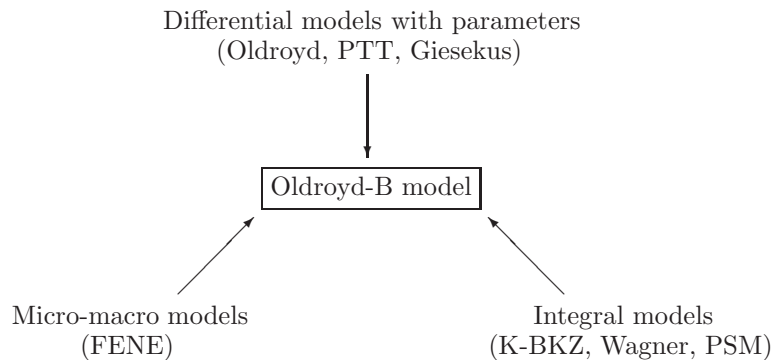 Differential models with parameters
(Oldroyd, PTT, Giesekus)
Oldroyd-B model
Micro-macro models
(FENE)
Integral models
(K-BKZ, Wagner, PSM)